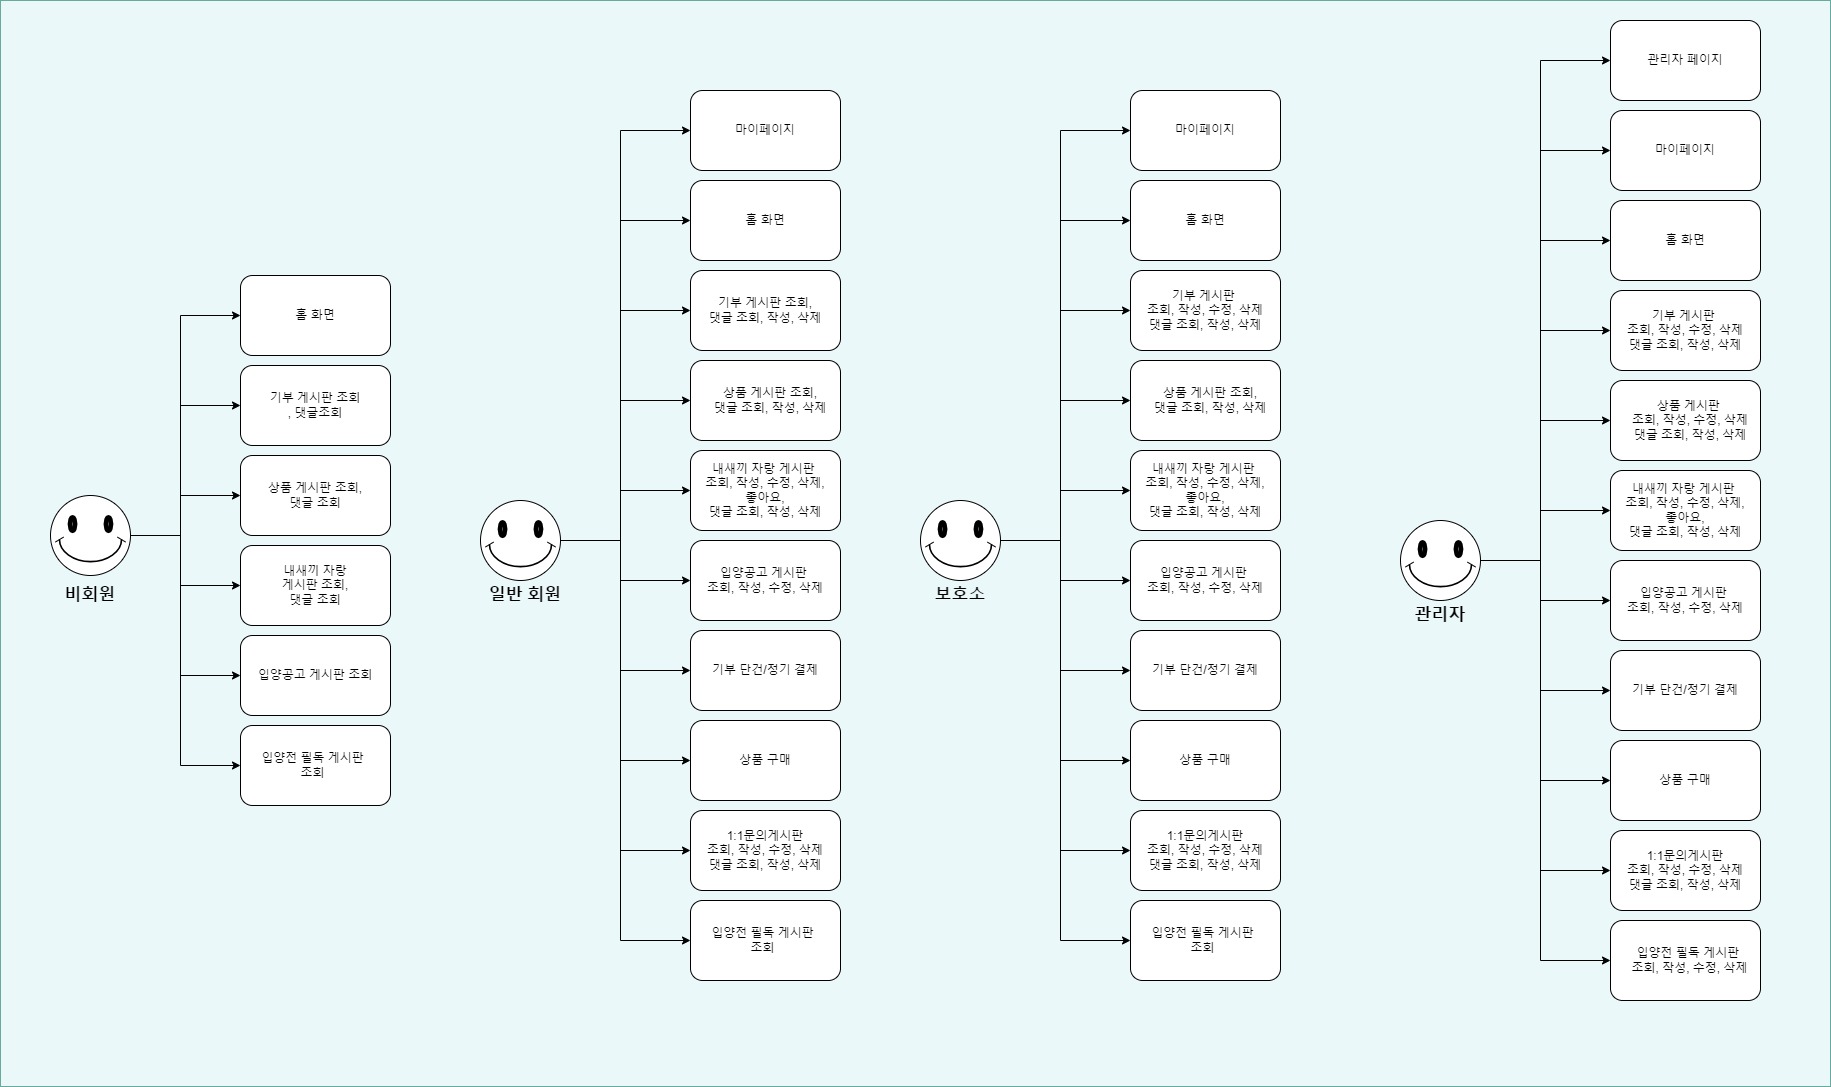 비회원
홈 화면
기부 게시판 조회
, 댓글조회
상품 게시판 조회,
댓글 조회
내새끼 자랑
게시판 조회,
댓글 조회
입양공고 게시판 조회
입양전 필독 게시판
조회
일반 회원
마이페이지
홈 화면
기부 게시판 조회,
댓글 조회, 작성, 삭제
상품 게시판 조회,
댓글 조회, 작성, 삭제
내새끼 자랑 게시판
조회, 작성, 수정, 삭제,
좋아요,
댓글 조회, 작성, 삭제
입양공고 게시판
조회, 작성, 수정, 삭제
기부 단건/정기 결제
상품 구매
1:1문의게시판
조회, 작성, 수정, 삭제
댓글 조회, 작성, 삭제
입양전 필독 게시판
조회
보호소
마이페이지
홈 화면
기부 게시판
조회, 작성, 수정, 삭제
댓글 조회, 작성, 삭제
상품 게시판 조회,
댓글 조회, 작성, 삭제
내새끼 자랑 게시판
조회, 작성, 수정, 삭제,
좋아요,
댓글 조회, 작성, 삭제
입양공고 게시판
조회, 작성, 수정, 삭제
기부 단건/정기 결제
상품 구매
1:1문의게시판
조회, 작성, 수정, 삭제
댓글 조회, 작성, 삭제
입양전 필독 게시판
조회
관리자
관리자 페이지
마이페이지
홈 화면
기부 게시판
조회, 작성, 수정, 삭제
댓글 조회, 작성, 삭제
상품 게시판
조회, 작성, 수정, 삭제
댓글 조회, 작성, 삭제
내새끼 자랑 게시판
조회, 작성, 수정, 삭제,
좋아요,
댓글 조회, 작성, 삭제
입양공고 게시판
조회, 작성, 수정, 삭제
기부 단건/정기 결제
상품 구매
1:1문의게시판
조회, 작성, 수정, 삭제
댓글 조회, 작성, 삭제
입양전 필독 게시판
조회, 작성, 수정, 삭제